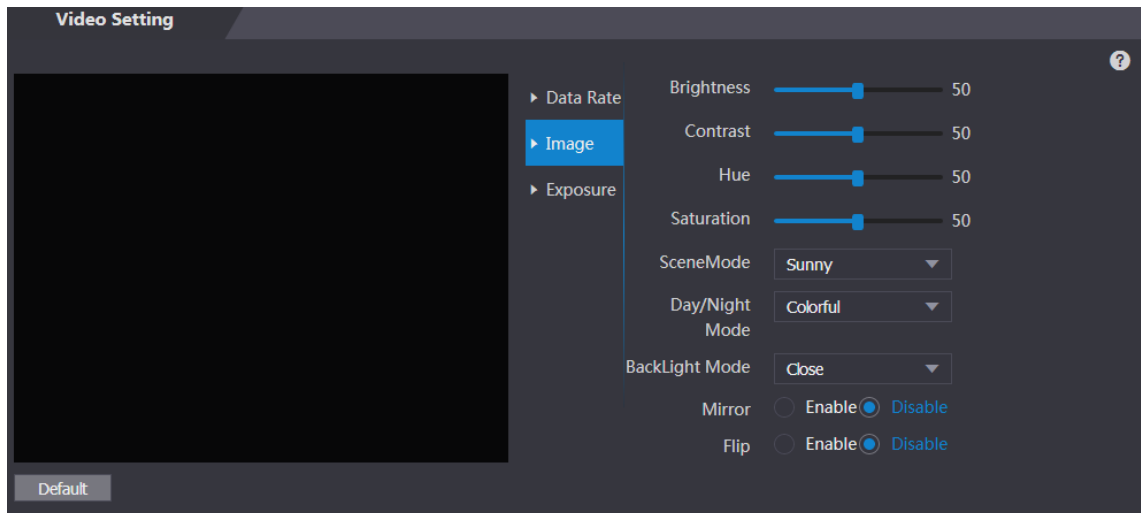 Video Setting
?
Data Rate
Image
Exposure
Brightness 50
Contrast 50
Hue 50
Saturation 50
SceneMode Sunny
Day/Night
Mode Colorful
BackLight Mode Close
Mirror Enable Disable
Flip Enable Disable
Default